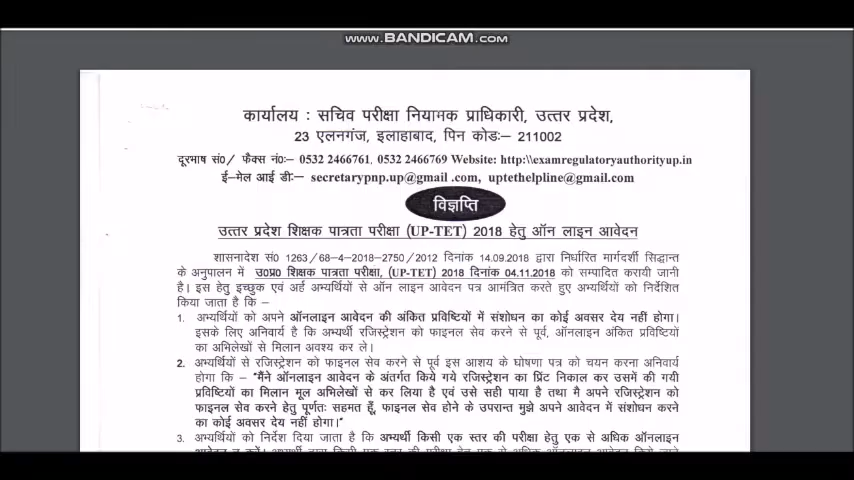 www.BANDICAM.com
कार्यालय : सचिव परीक्षा नियामक प्राधिकारी, उत्तर प्रदेश,
23 एलनगंज, इलाहाबाद, पिन कोडः– 211002
दूरभाष सं0/ फैक्स नं0:– 0532 2466761, 0532 2466769 Website: http:\\examregulatoryauthorityup.in
ई–मेल आई डीः– secretarypnp.up@gmail .com, uptethelpline@gmail.com
विज्ञप्ति
उत्तर प्रदेश शिक्षक पात्रता परीक्षा (UP-TET) 2018 हेतु ऑन लाइन आवेदन
शासनादेश सं0 1263/68-4-2018-2750/2012 दिनांक 14.09.2018 द्वारा निर्धारित मार्गदर्शी सिद्धान्त
के अनुपालन में उ0प्र0 शिक्षक पात्रता परीक्षा, (UP-TET) 2018 दिनांक 04.11.2018 को सम्पादित करायी जानी
है। इस हेतु इच्छुक एवं अर्ह अभ्यर्थियों से ऑन लाइन आवेदन पत्र आमंत्रित करते हुए अभ्यर्थियों को निर्देशित
किया जाता है कि –
1. अभ्यर्थियों को अपने ऑनलाइन आवेदन की अंकित प्रविष्टियों में संशोधन का कोई अवसर देय नहीं होगा।
इसके लिए अनिवार्य है कि अभ्यर्थी रजिस्ट्रेशन को फाइनल सेव करने से पूर्व, ऑनलाइन अंकित प्रविष्टियों
का अभिलेखों से मिलान अवश्य कर ले।
2. अभ्यर्थियों से रजिस्ट्रेशन को फाइनल सेव करने से पूर्व इस आशय के घोषणा पत्र को चयन करना अनिवार्य
होगा कि – "मैंने ऑनलाइन आवेदन के अंतर्गत किये गये रजिस्ट्रेशन का प्रिंट निकाल कर उसमें की गयी
प्रविष्टियों का मिलान मूल अभिलेखों से कर लिया है एवं उसे सही पाया है तथा मै अपने रजिस्ट्रेशन को
फाइनल सेव करने हेतु पूर्णतः सहमत हूँ, फाइनल सेव होने के उपरान्त मुझे अपने आवेदन में संशोधन करने
का कोई अवसर देय नहीं होगा।"
3. अभ्यर्थियों को निर्देश दिया जाता है कि अभ्यर्थी किसी एक स्तर की परीक्षा हेतु एक से अधिक ऑनलाइन